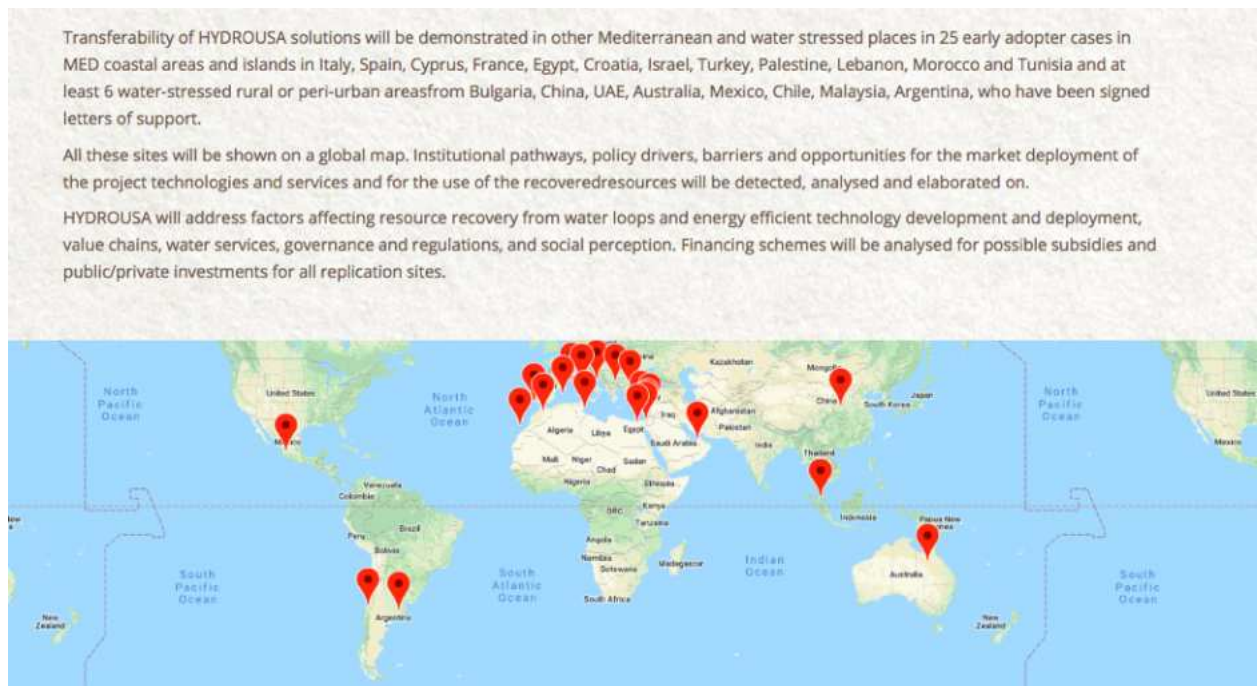 Transferability of HYDROUSA solutions will be demonstrated in other Mediterranean and water stressed places in 25 early adopter cases in
MED coastal areas and islands in Italy, Spain, Cyprus, France, Egypt, Croatia, Israel, Turkey, Palestine, Lebanon, Morocco and Tunisia and at
least 6 water-stressed rural or peri-urban areasfrom Bulgaria, China, UAE, Australia, Mexico, Chile, Malaysia, Argentina, who have been signed
letters of support.
All these sites will be shown on a global map. Institutional pathways, policy drivers, barriers and opportunities for the market deployment of
the project technologies and services and for the use of the recoveredresources will be detected, analysed and elaborated on.
HYDROUSA will address factors affecting resource recovery from water loops and energy efficient technology development and deployment,
value chains, water services, governance and regulations, and social perception. Financing schemes will be analysed for possible subsidies and
public/private investments for all replication sites.
Kazakhstan
Mongolia
North
Pacific
Ocean
United States
North
Atlantic
Ocean
China
South Korea
Japan
North
Pacific
Ocean
United States
Iraq
Afghanistan
Pakistan
Algeria
Libya
Egypt
Saudi Arabia
India
Mexico
Mexico
Mali
Niger
Chad
Sudan
Thailand
Nigeria
Ethiopia
Venezuela
Colombia
DRC
Kenya
Tanzania
Indonesia
Papua New
Brazil
Peru
Bolivia
Angola
Namibia
Botswana
Madagascar
Indian
Ocean
Australia
South
Pacific
Ocean
South
Atlantic
Ocean
South Africa
South
Pacific
Ocean
Argentina
New
Zealand
New
Zealand